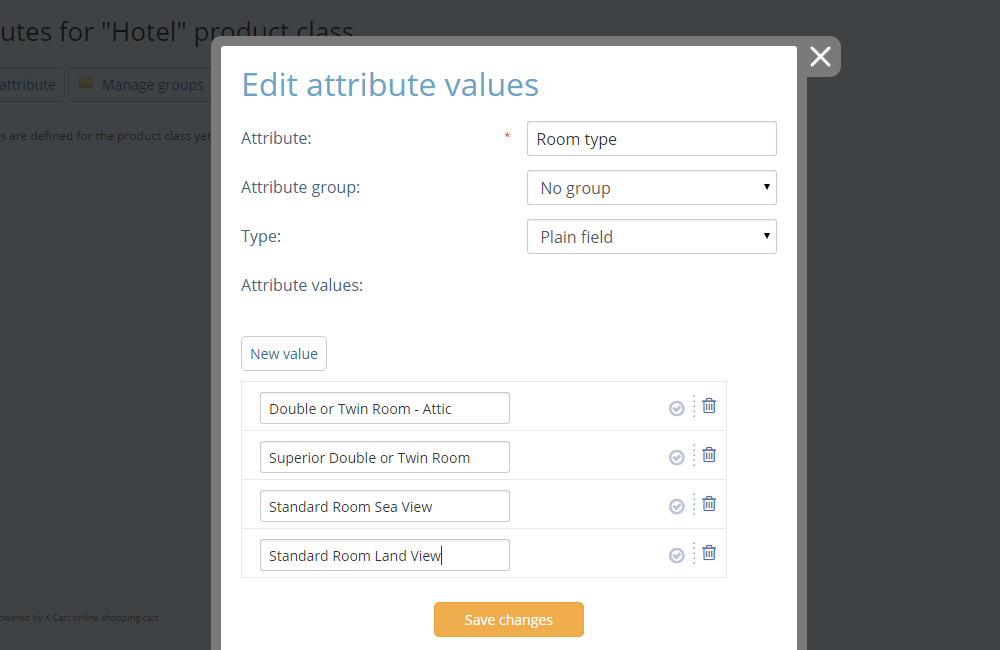 utes for "Hotel" product class
attribute
Manage groups
s are defined for the product class yet
Edit attribute values
Attribute: *
Room type
Attribute group:
No group
Type:
Plain field
Attribute values:
New value
Double or Twin Room - Attic
Superior Double or Twin Room
Standard Room Sea View
Standard Room Land View
Save changes
owered by X-Cart online shopping cart